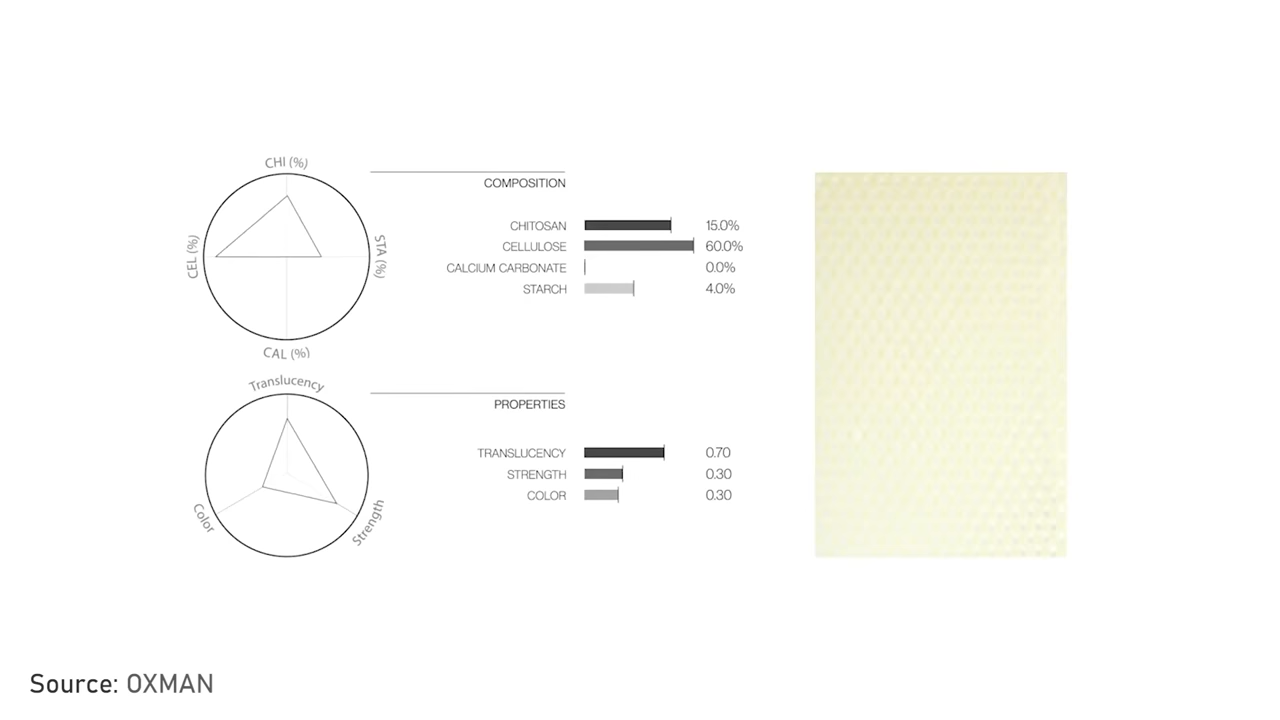 CHI (%)
CEL (%)
STA (%)
CAL (%)
COMPOSITION
CHITOSAN 15.0%
CELLULOSE 60.0%
CALCIUM CARBONATE 0.0%
STARCH 4.0%
Translucency
Color
Strength
PROPERTIES
TRANSLUCENCY 0.70
STRENGTH 0.30
COLOR 0.30
Source: OXMAN